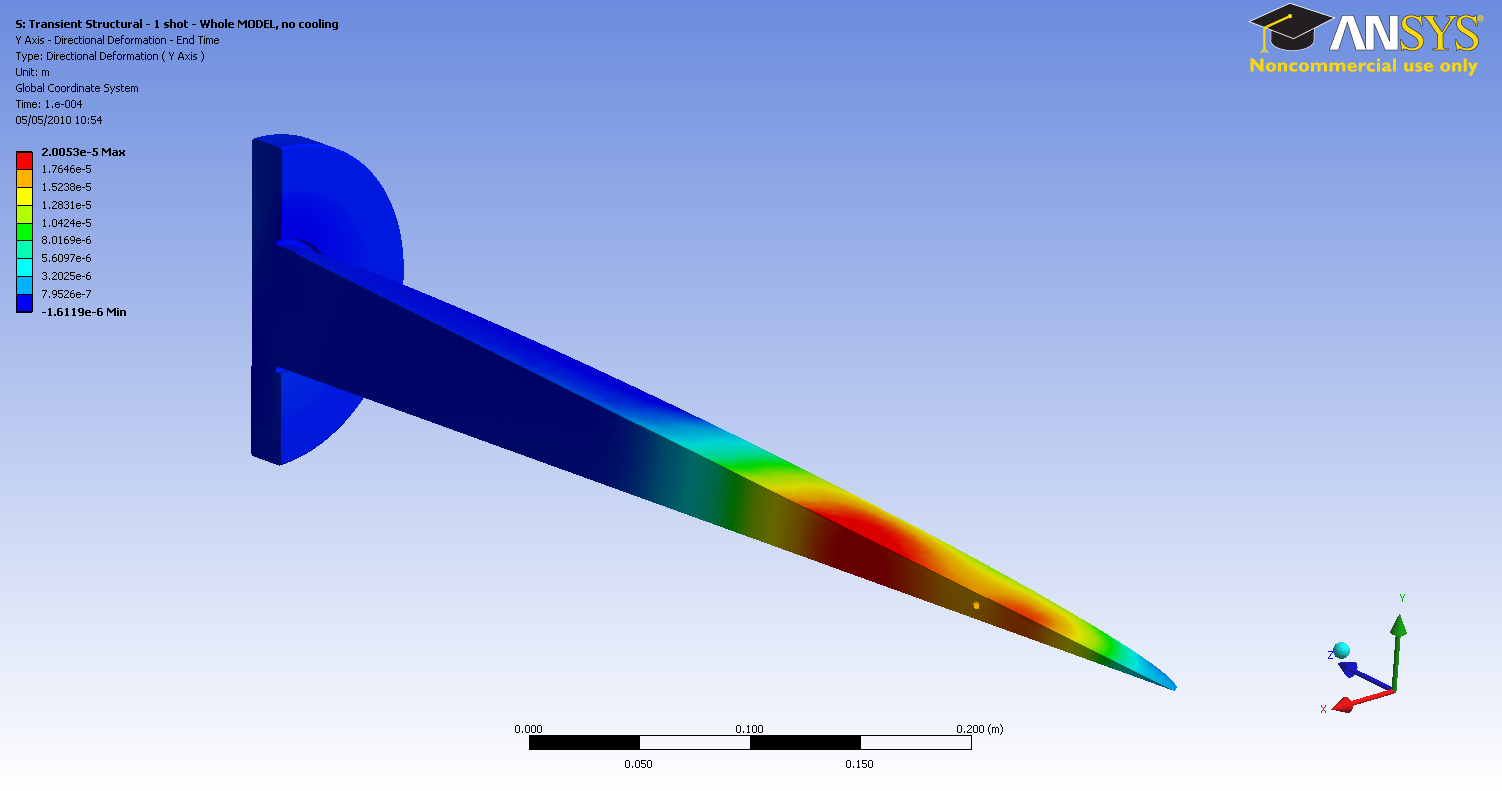 S: Transient Structural - 1 shot - Whole MODEL, no cooling
Y Axis - Directional Deformation - End Time
Type: Directional Deformation ( Y Axis )
Unit: m
Global Coordinate System
Time: 1.e-004
05/05/2010 10:54
ANSYS
Noncommercial use only
2.0053e-5 Max
1.7646e-5
1.5238e-5
1.2831e-5
1.0424e-5
8.0169e-6
5.6097e-6
3.2025e-6
7.9526e-7
-1.6119e-6 Min
Y
Z
X
0.000 0.100 0.200 (m)
0.050 0.150